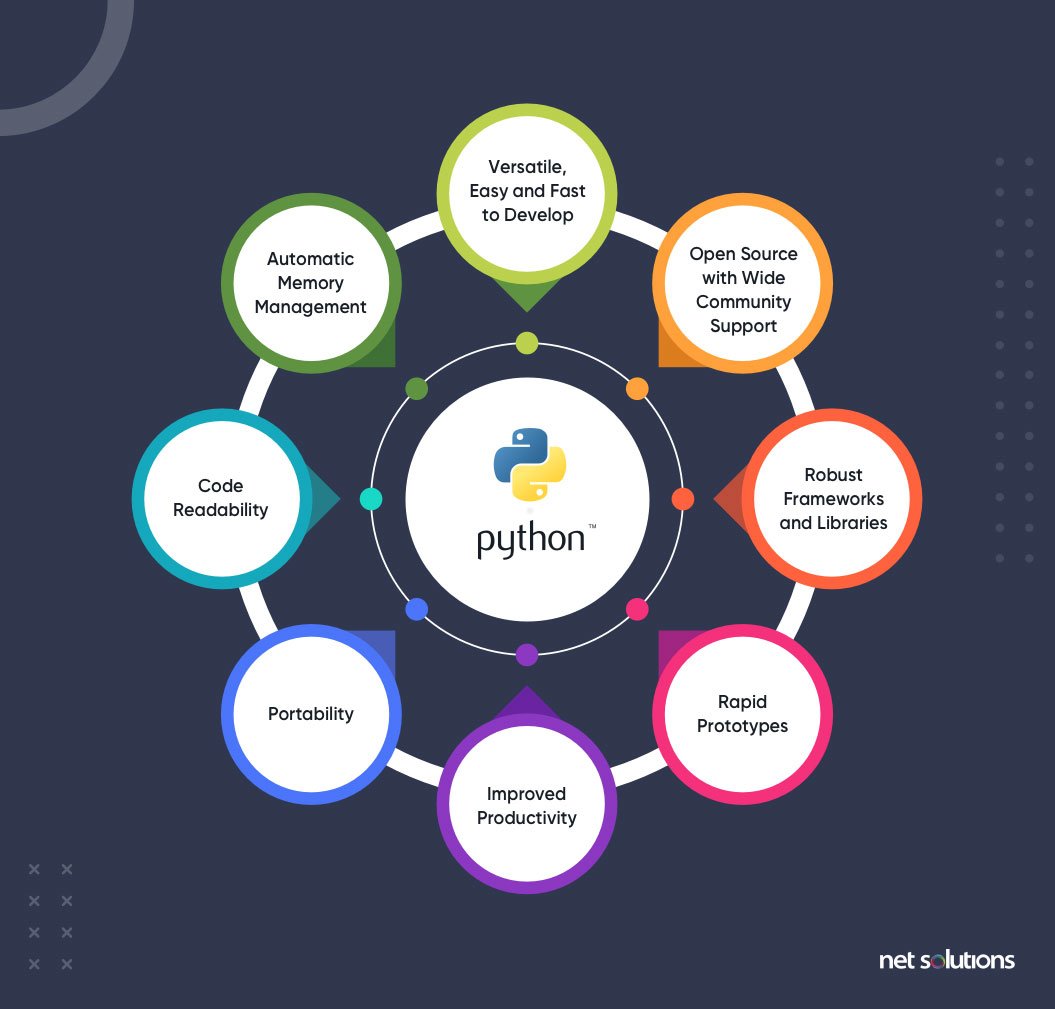 Versatile,
Easy and Fast
to Develop
Open Source
with Wide
Community
Support
Robust
Frameworks
and Libraries
Rapid
Prototypes
Improved
Productivity
Portability
Code
Readability
Automatic
Memory
Management
python™
net solutions